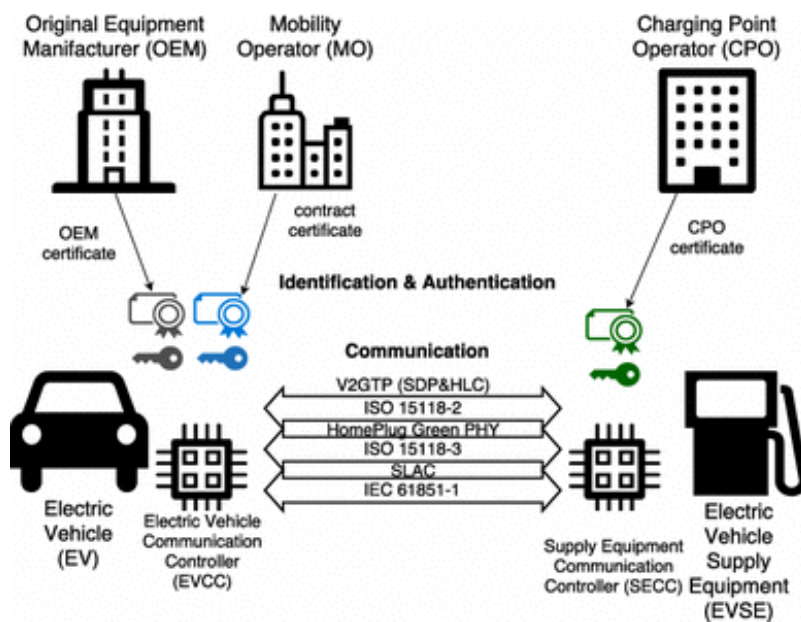 Original Equipment
Manifacturer (OEM)
Mobility
Operator (MO)
Charging Point
Operator (CPO)
OEM
certificate
contract
certificate
CPO
certificate
Identification & Authentication
Communication
V2GTP (SDP&HLC)
ISO 15118-2
HomePlug Green PHY
ISO 15118-3
SLAC
IEC 61851-1
Electric
Vehicle
(EV)
Electric Vehicle
Communication
Controller
(EVCC)
Supply Equipment
Communication
Controller (SECC)
Electric
Vehicle
Supply
Equipment
(EVSE)